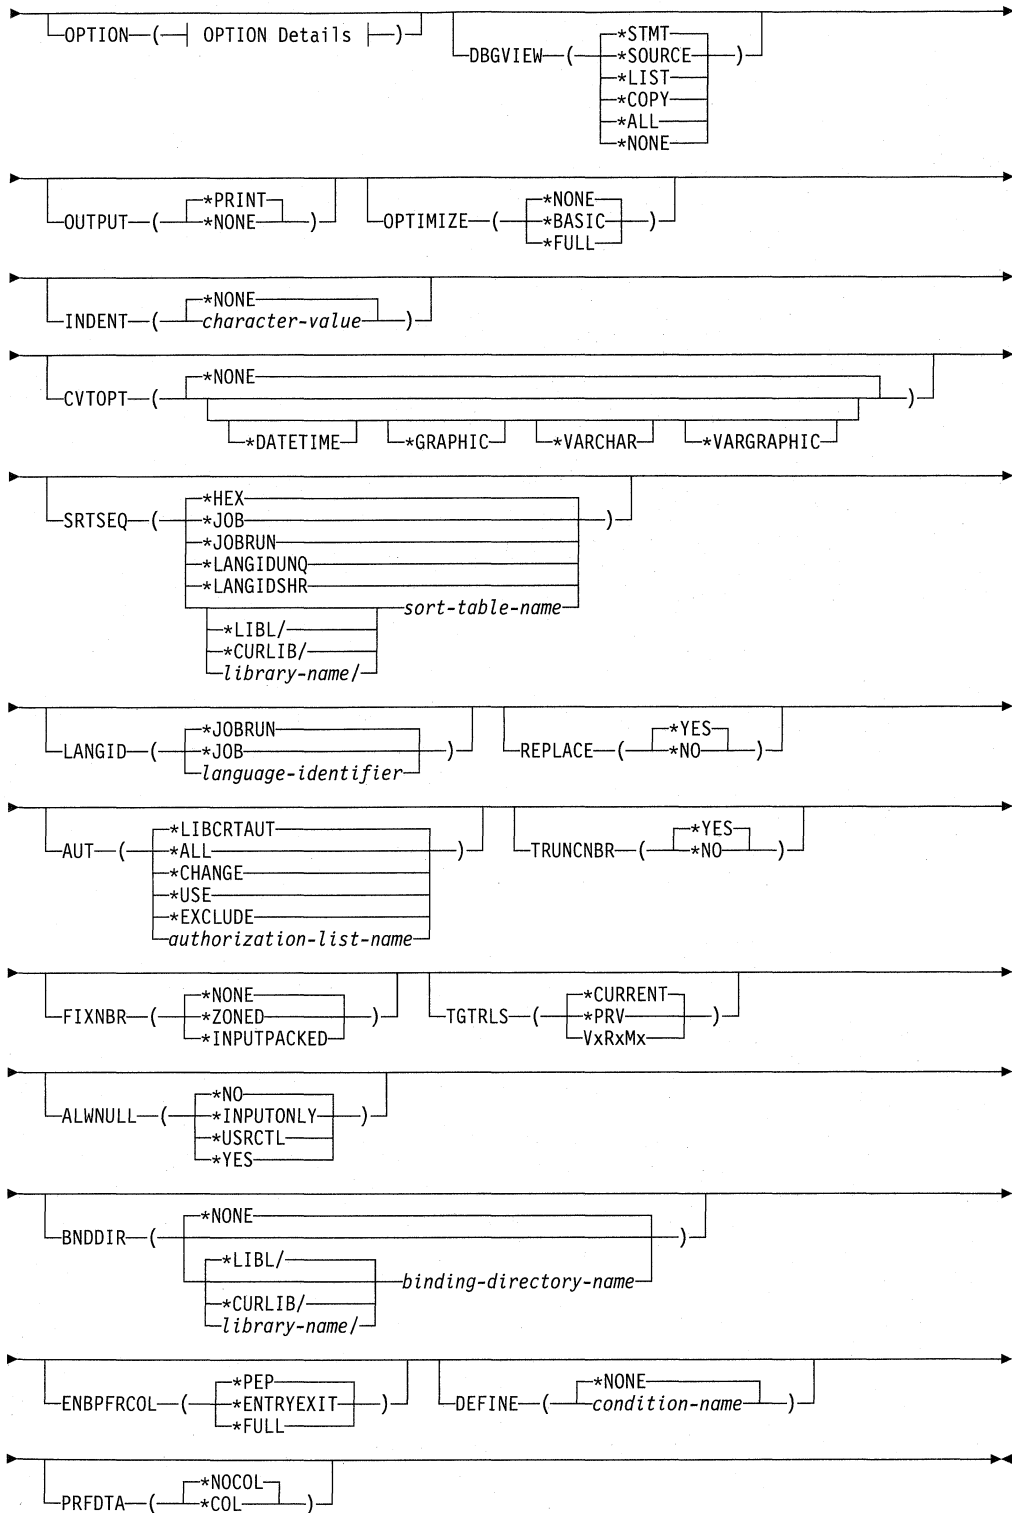 OPTION ( OPTION Details )
*STMT
DBGVIEW ( *SOURCE )
*LIST
*COPY
*ALL
*NONE
*PRINT
OUTPUT ( *NONE )
*NONE
OPTIMIZE ( *BASIC )
*FULL
*NONE
INDENT ( character-value )
*NONE
CVTOPT ( )
*DATETIME *GRAPHIC *VARCHAR *VARGRAPHIC
*HEX
SRTSEQ ( *JOB )
*JOBRUN
*LANGIDUNQ
*LANGIDSHR
sort-table-name
*LIBL/
*CURLIB/
library-name/
*JOBRUN
LANGID ( *JOB )
language-identifier
*YES
REPLACE ( *NO )
*LIBCRTAUT
AUT ( *ALL )
*CHANGE
*USE
*EXCLUDE
authorization-list-name
*YES
TRUNCNBR ( *NO )
*NONE
FIXNBR ( *ZONED )
*INPUTPACKED
*CURRENT
TGTRLS ( *PRV )
VxRxMx
*NO
ALWNULL ( *INPUTONLY )
*USRCTL
*YES
*NONE
BNDDIR ( )
*LIBL/
binding-directory-name
*CURLIB/
library-name/
*PEP
ENBPFRCOL ( *ENTRYEXIT )
*FULL
*NONE
DEFINE ( condition-name )
*NOCOL
PRFDTA ( *COL )